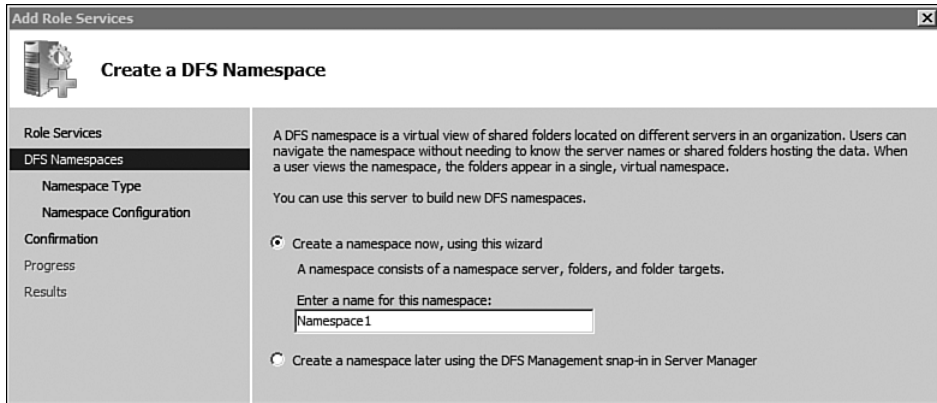 Add Role Services
Create a DFS Namespace
Role Services
DFS Namespaces
Namespace Type
Namespace Configuration
Confirmation
Progress
Results
A DFS namespace is a virtual view of shared folders located on different servers in an organization. Users can
navigate the namespace without needing to know the server names or shared folders hosting the data. When
a user views the namespace, the folders appear in a single, virtual namespace.
You can use this server to build new DFS namespaces.
Create a namespace now, using this wizard
A namespace consists of a namespace server, folders, and folder targets.
Enter a name for this namespace:
Namespace1
Create a namespace later using the DFS Management snap-in in Server Manager